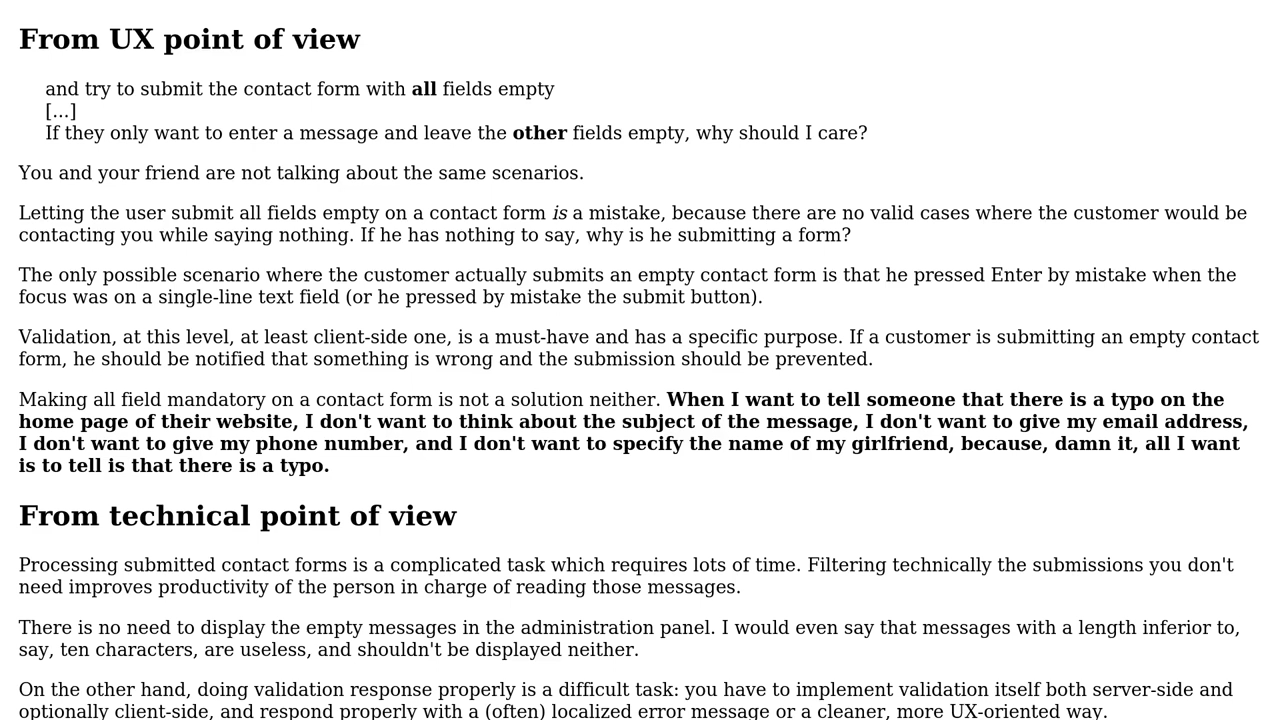 From UX point of view
and try to submit the contact form with all fields empty
[...]
If they only want to enter a message and leave the other fields empty, why should I care?
You and your friend are not talking about the same scenarios.
Letting the user submit all fields empty on a contact form is a mistake, because there are no valid cases where the customer would be
contacting you while saying nothing. If he has nothing to say, why is he submitting a form?
The only possible scenario where the customer actually submits an empty contact form is that he pressed Enter by mistake when the
focus was on a single-line text field (or he pressed by mistake the submit button).
Validation, at this level, at least client-side one, is a must-have and has a specific purpose. If a customer is submitting an empty contact
form, he should be notified that something is wrong and the submission should be prevented.
Making all field mandatory on a contact form is not a solution neither. When I want to tell someone that there is a typo on the
home page of their website, I don't want to think about the subject of the message, I don't want to give my email address,
I don't want to give my phone number, and I don't want to specify the name of my girlfriend, because, damn it, all I want
is to tell is that there is a typo.
From technical point of view
Processing submitted contact forms is a complicated task which requires lots of time. Filtering technically the submissions you don't
need improves productivity of the person in charge of reading those messages.
There is no need to display the empty messages in the administration panel. I would even say that messages with a length inferior to,
say, ten characters, are useless, and shouldn't be displayed neither.
On the other hand, doing validation response properly is a difficult task: you have to implement validation itself both server-side and
optionally client-side, and respond properly with a (often) localized error message or a cleaner, more UX-oriented way.